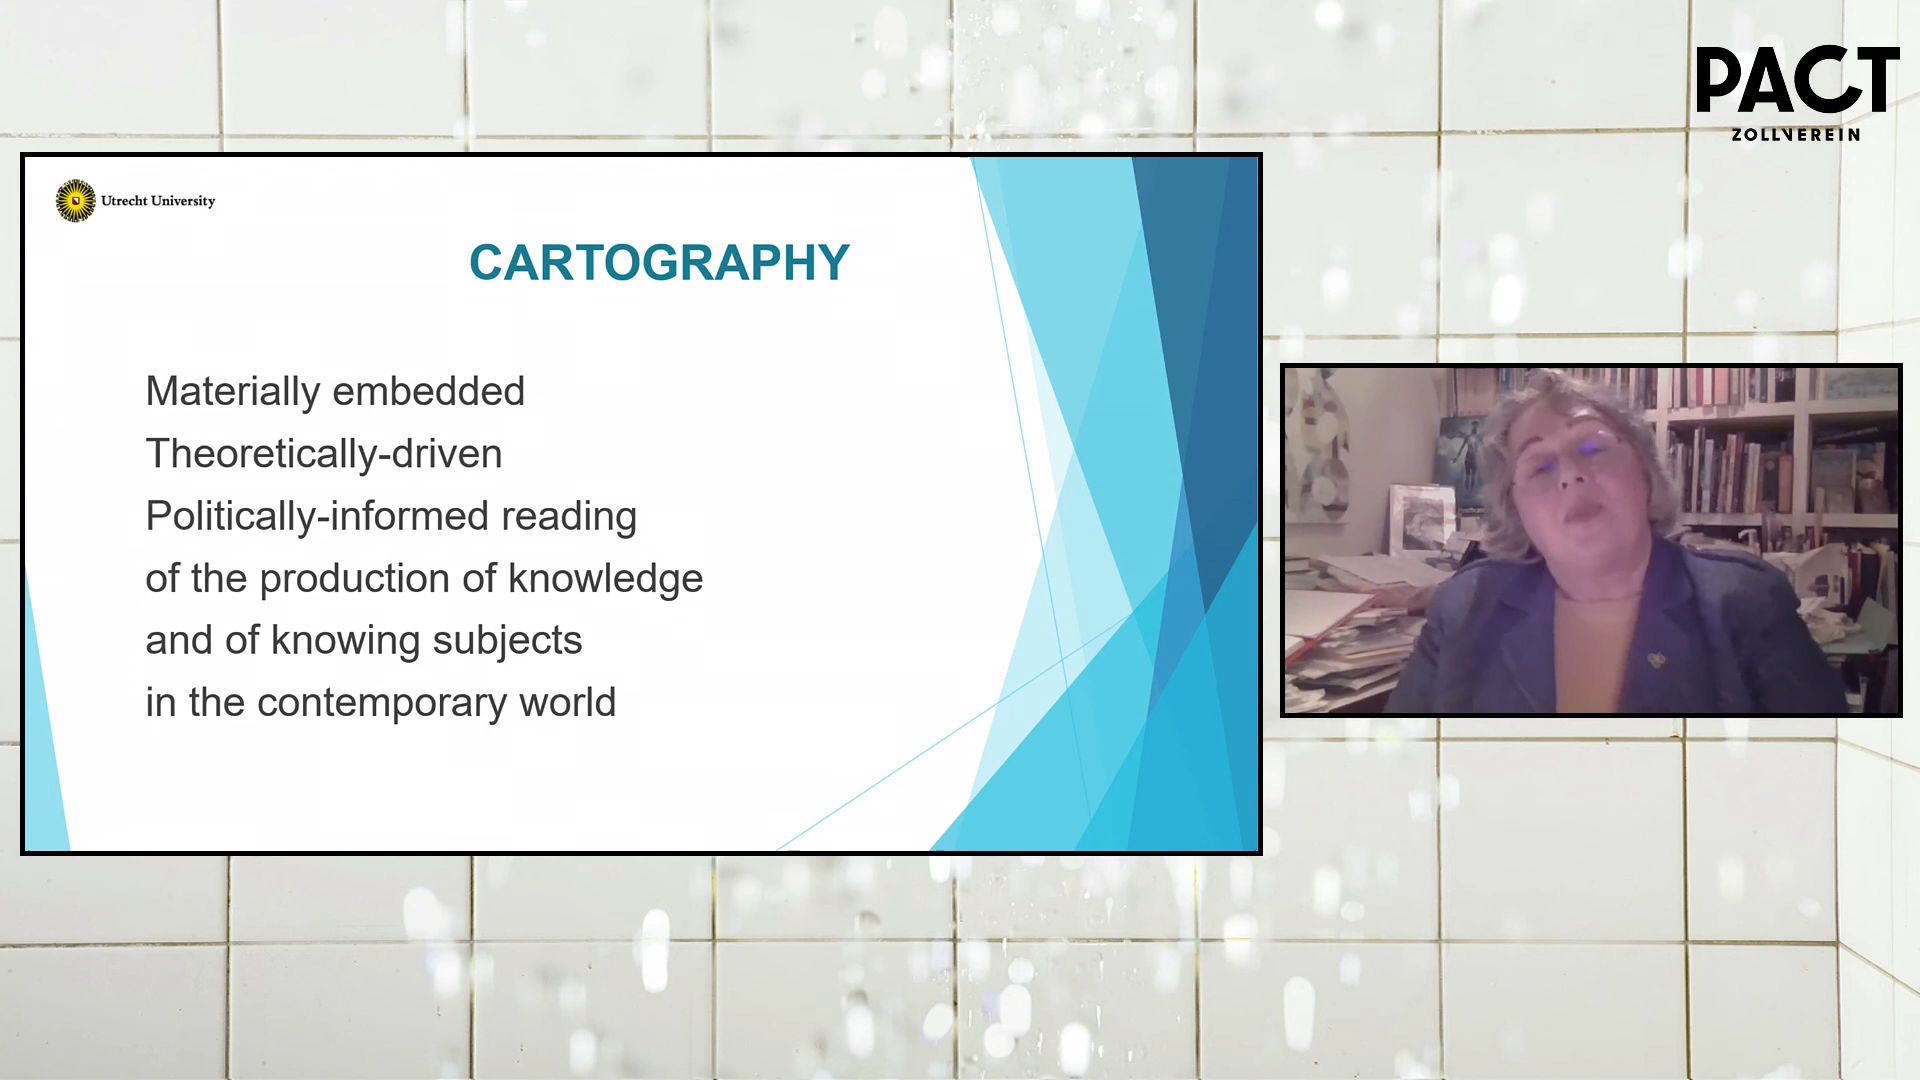 PACT
ZOLLVEREIN
Utrecht University
CARTOGRAPHY
Materially embedded
Theoretically-driven
Politically-informed reading
of the production of knowledge
and of knowing subjects
in the contemporary world